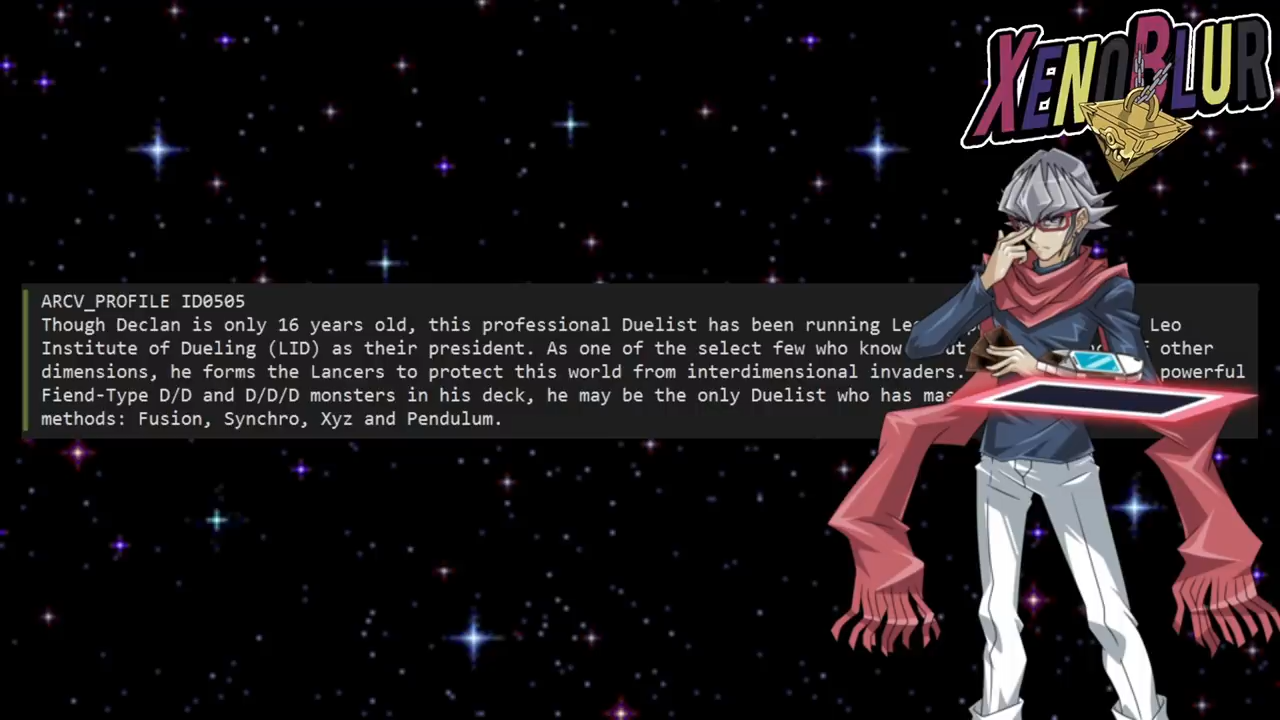 XENOBLUR
ARCV_PROFILE ID0505
Though Declan is only 16 years old, this professional Duelist has been running Leo
Institute of Dueling (LID) as their president. As one of the select few who know other
dimensions, he forms the Lancers to protect this world from interdimensional invaders. powerful
Fiend-Type D/D and D/D/D monsters in his deck, he may be the only Duelist who has
methods: Fusion, Synchro, Xyz and Pendulum.